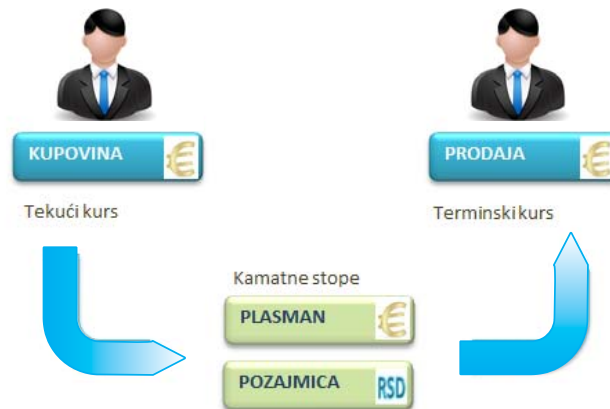 KUPOVINA €
PRODAJA €
Tekući kurs
Terminski kurs
Kamatne stope
PLASMAN €
POZAJMICA RSD